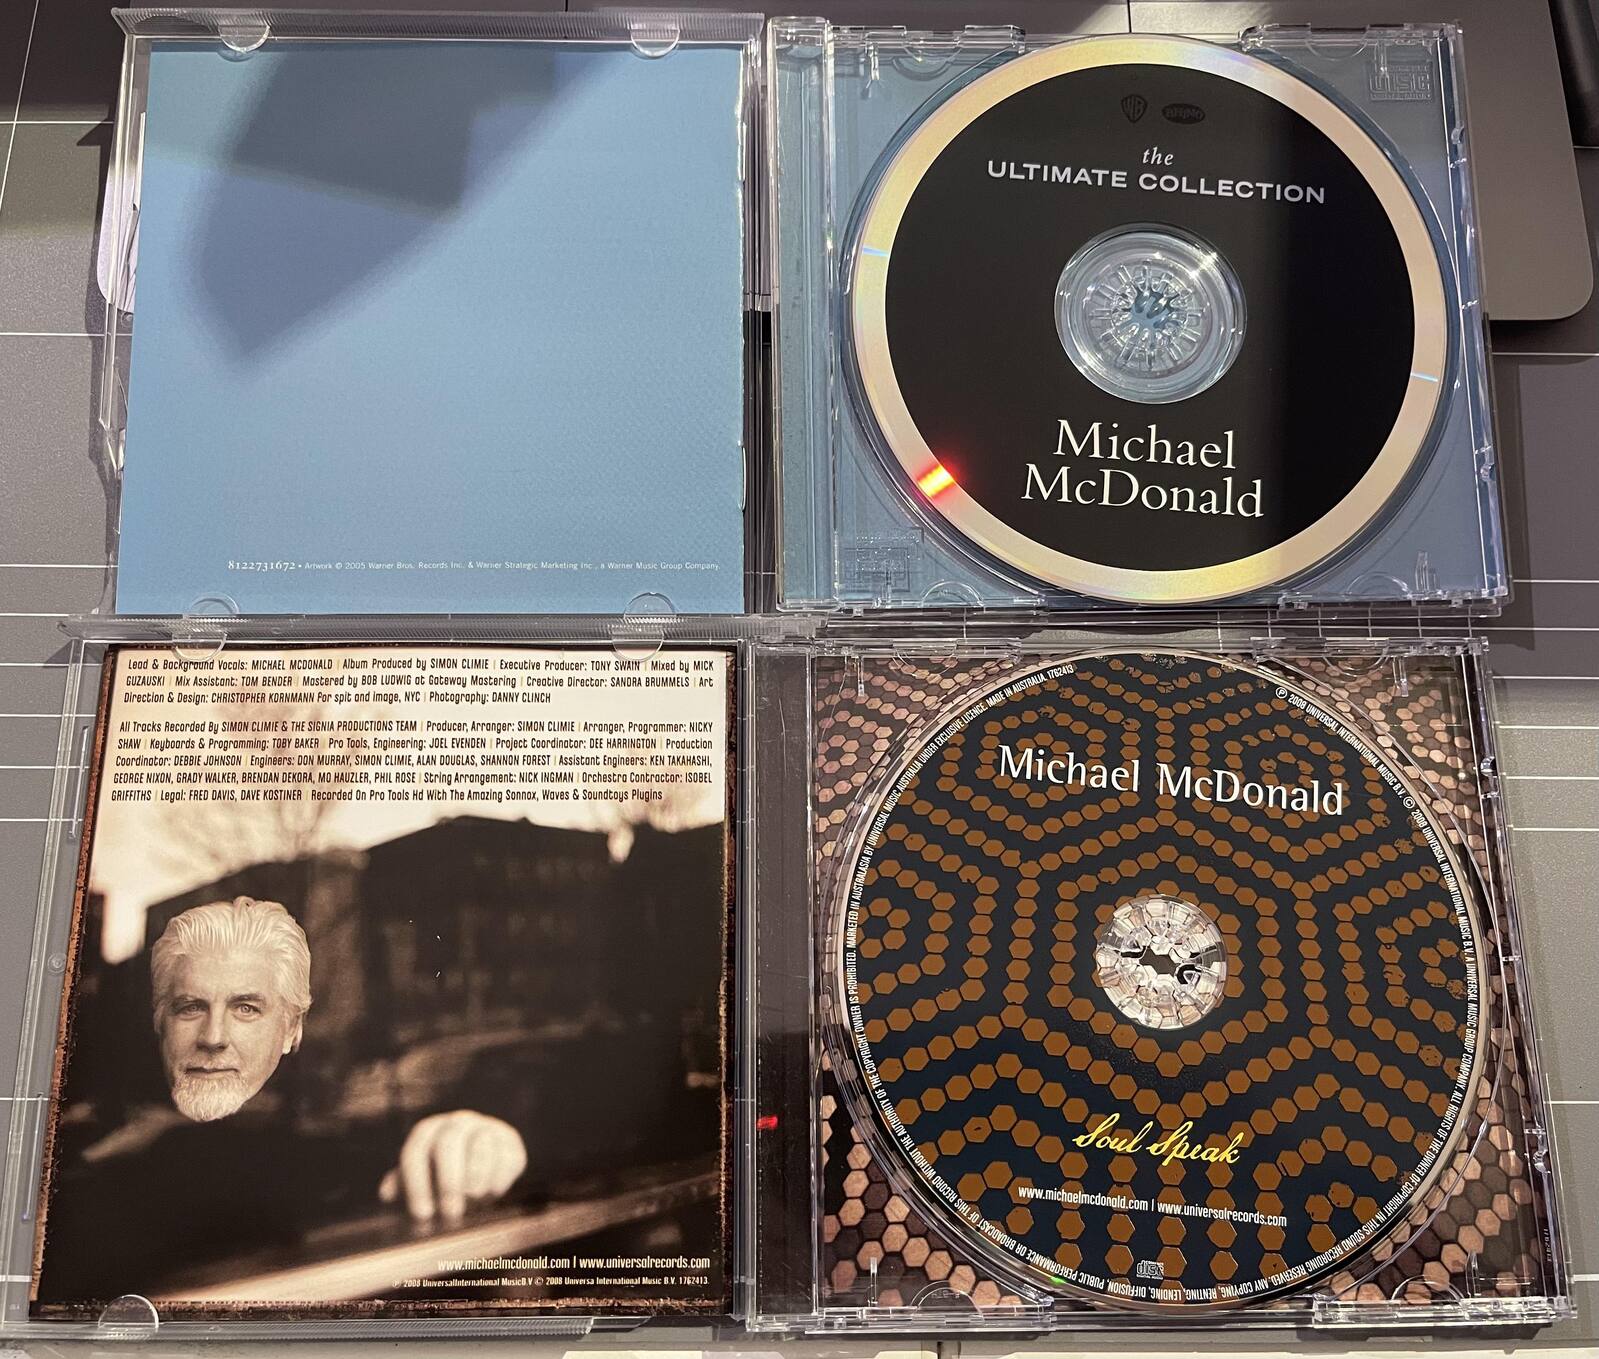 WB RHINO
the
ULTIMATE COLLECTION
Michael
McDonald
8122731672 • Artwork © 2005 Warner Bros. Records Inc. & Warner Strategic Marketing Inc., a Warner Music Group Company.
Lead & Background Vocals: MICHAEL MCDONALD | Album Produced by SIMON CLIMIE | Executive Producer: TONY SWAIN | Mixed by MICK
GUZAUSKI | Mix Assistant: TOM BENDER | Mastered by BOB LUDWIG at Gateway Mastering | Creative Director: SANDRA BRUMMELS | Art
Direction & Design: CHRISTOPHER KORNMANN For spit and image, NYC | Photography: DANNY CLINCH
All Tracks Recorded By SIMON CLIMIE & THE SIGNIA PRODUCTIONS TEAM | Producer, Arranger: SIMON CLIMIE | Arranger, Programmer: NICKY
SHAW | Keyboards & Programming: TOBY BAKER | Pro Tools, Engineering: JOEL EVENDEN | Project Coordinator: DEE HARRINGTON | Production
Coordinator: DEBBIE JOHNSON | Engineers: DON MURRAY, SIMON CLIMIE, ALAN DOUGLAS, SHANNON FOREST | Assistant Engineers: KEN TAKAHASHI,
GEORGE NIXON, GRADY WALKER, BRENDAN DEKORA, MO HAUZLER, PHIL ROSE | String Arrangement: NICK INGMAN | Orchestra Contractor: ISOBEL
GRIFFITHS | Legal: FRED DAVIS, DAVE KOSTINER | Recorded On Pro Tools Hd With The Amazing Sonnox, Waves & Soundtoys Plugins
www.michaelmcdonald.com | www.universalrecords.com
℗ 2008 UniversalInternational MusicB.V © 2008 Universa International Music B.V. 1762413.
Michael McDonald
Soul Speak
www.michaelmcdonald.com | www.universalrecords.com
℗ 2008 UNIVERSAL INTERNATIONAL MUSIC B.V. © 2008 UNIVERSAL INTERNATIONAL MUSIC B.V. A UNIVERSAL MUSIC GROUP COMPANY. ALL RIGHTS OF THE OWNER OF COPYRIGHT IN THIS SOUND RECORDING RESERVED. ANY COPYING, RENTING, LENDING, DIFFUSION, PUBLIC PERFORMANCE OR BROADCAST OF THIS RECORD WITHOUT THE AUTHORITY OF THE COPYRIGHT OWNER IS PROHIBITED. MARKETED IN AUSTRALASIA BY UNIVERSAL MUSIC AUSTRALIA UNDER EXCLUSIVE LICENCE. MADE IN AUSTRALIA. 1762413